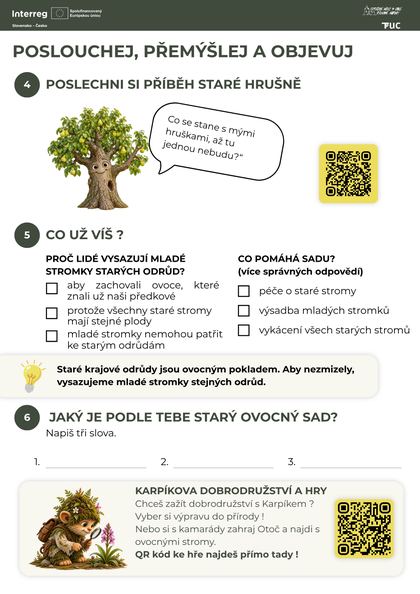 Interreg
Spolufinancovaný
Európskou úniou
Slovensko – Česko
FUC
POSLOUCHEJ, PŘEMÝŠLEJ A OBJEVUJ
4 POSLECHNI SI PŘÍBĚH STARÉ HRUŠNĚ
Co se stane s mými
hruškami, až tu
jednou nebudu?“
5 CO UŽ VÍŠ ?
PROČ LIDÉ VYSAZUJÍ MLADÉ
STROMKY STARÝCH ODRŮD?
aby zachovali ovoce, které
znali už naši předkové
protože všechny staré stromy
mají stejné plody
mladé stromky nemohou patřit
ke starým odrůdám
CO POMÁHÁ SADU?
(více správných odpovědí)
péče o staré stromy
výsadba mladých stromků
vykácení všech starých stromů
Staré krajové odrůdy jsou ovocným pokladem. Aby nezmizely,
vysazujeme mladé stromky stejných odrůd.
6 JAKÝ JE PODLE TEBE STARÝ OVOCNÝ SAD?
Napiš tři slova.
1. 2. 3.
KARPÍKOVA DOBRODRUŽSTVÍ A HRY
Chceš zažít dobrodružství s Karpíkem ?
Vyber si výpravu do přírody !
Nebo si s kamarády zahraj Otoč a najdi s
ovocnými stromy.
QR kód ke hře najdeš přímo tady !